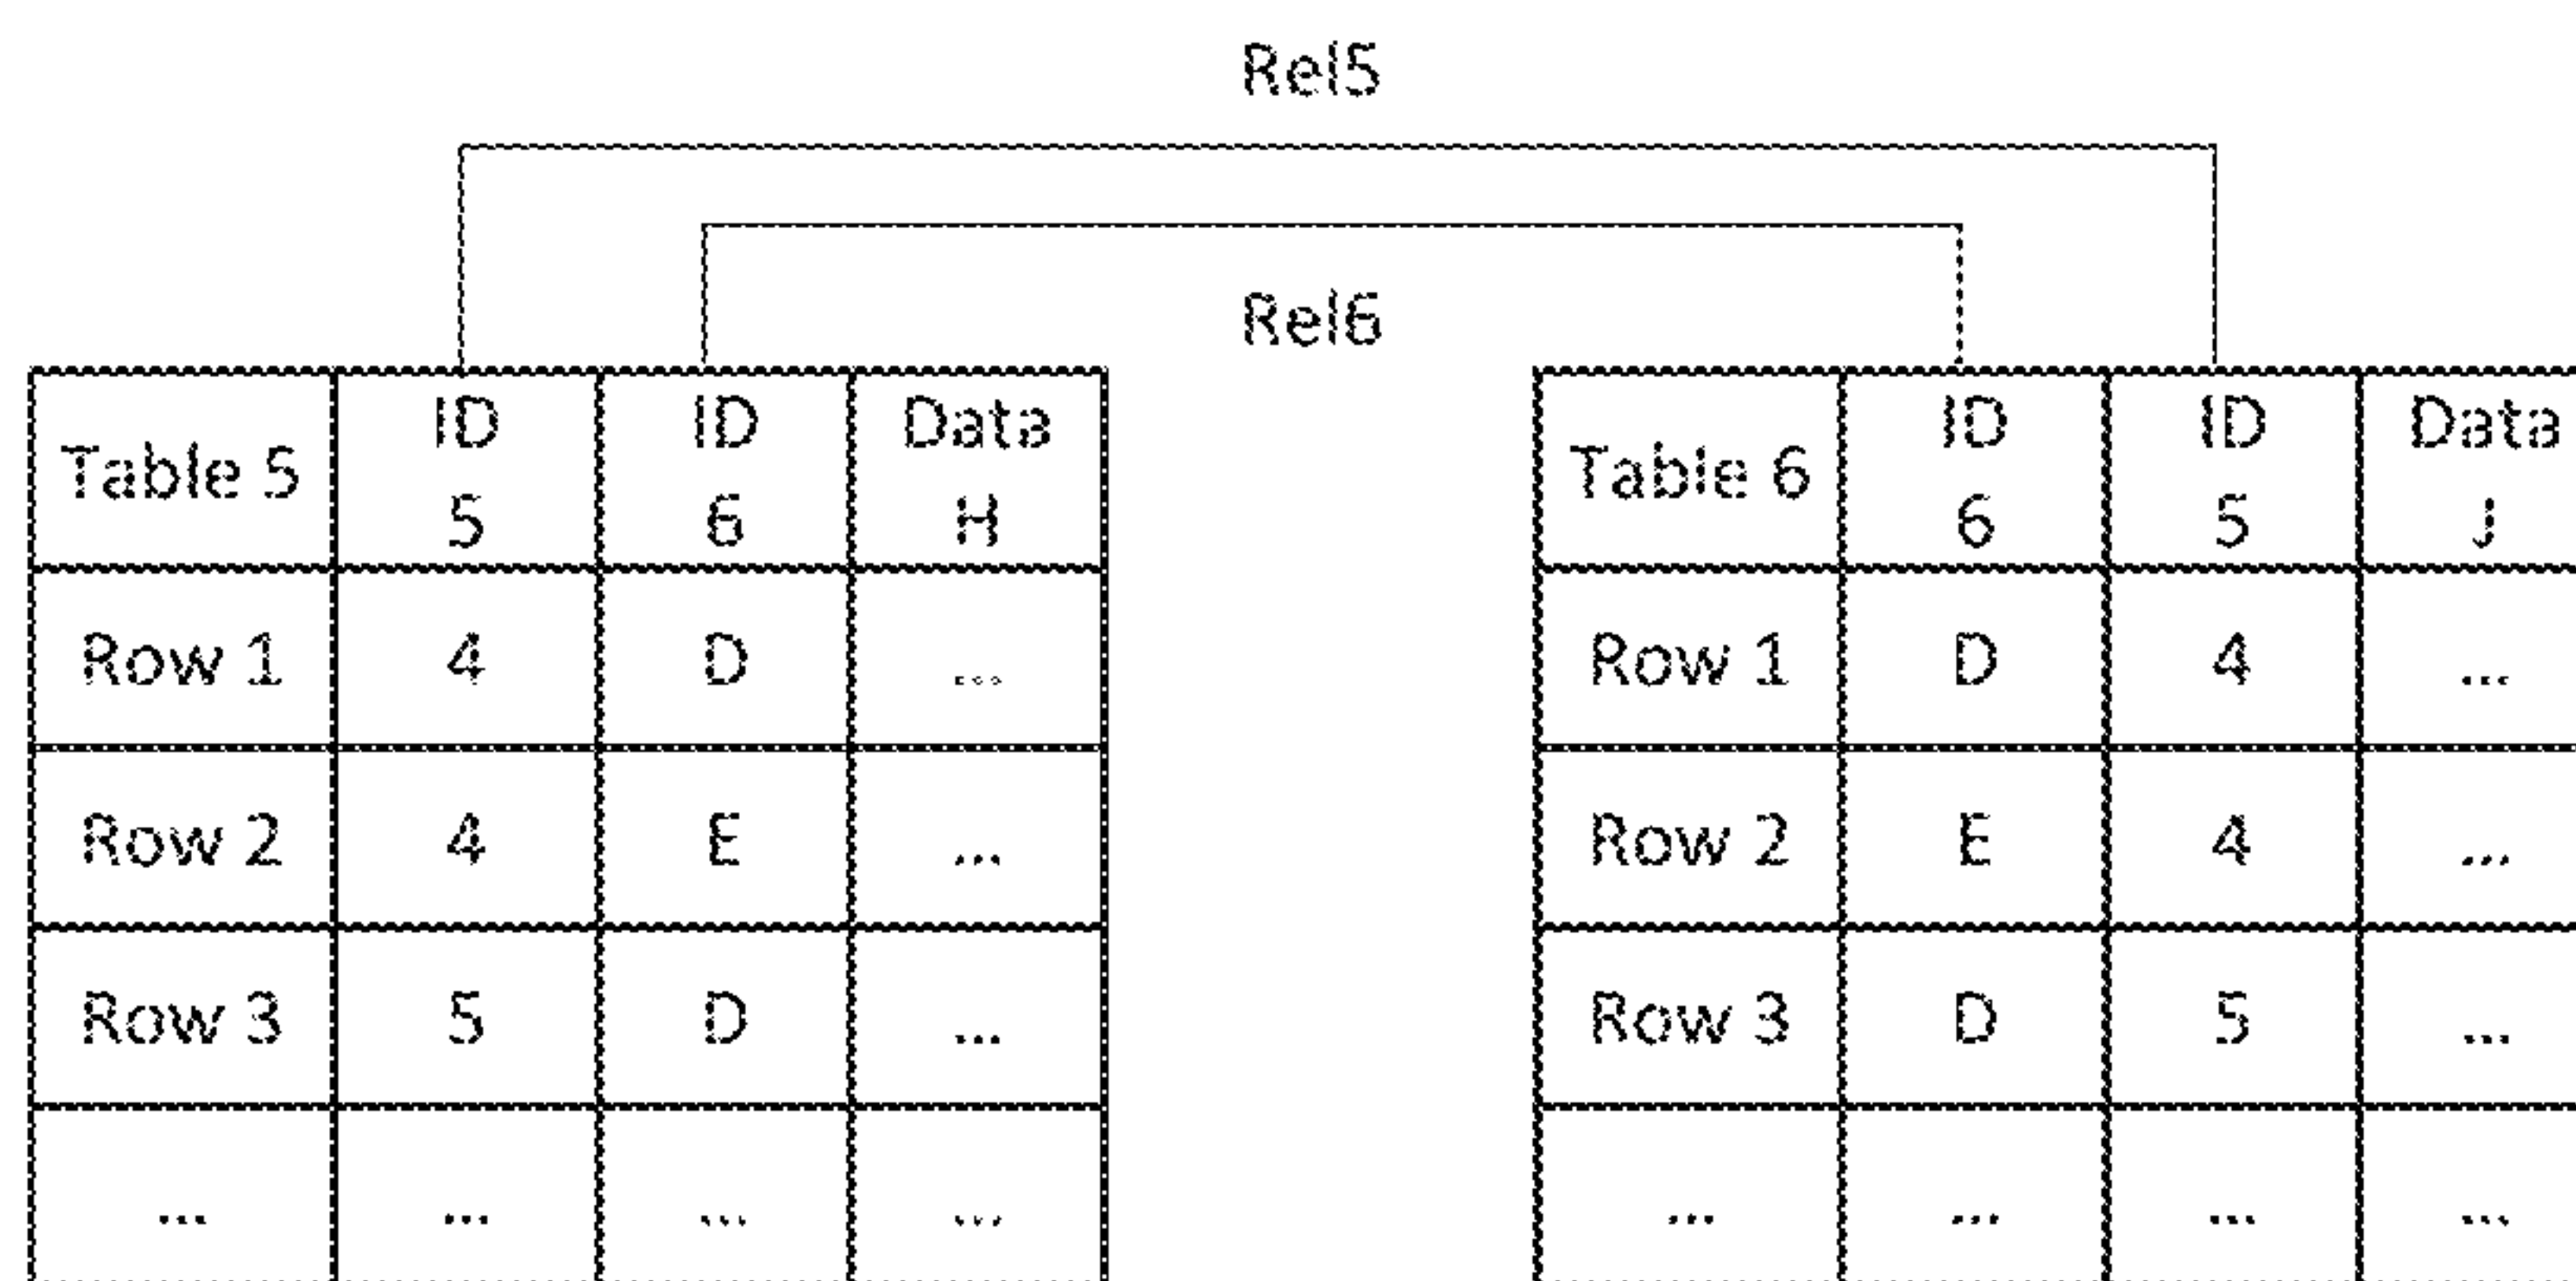 Rel5
Rel6
Table 5 ID 5 ID 6 Data H
Row 1 4 D ...
Row 2 4 E ...
Row 3 5 D ...
... ... ... ...
Table 6 ID 6 ID 5 Data J
Row 1 D 4 ...
Row 2 E 4 ...
Row 3 D 5 ...
... ... ... ...